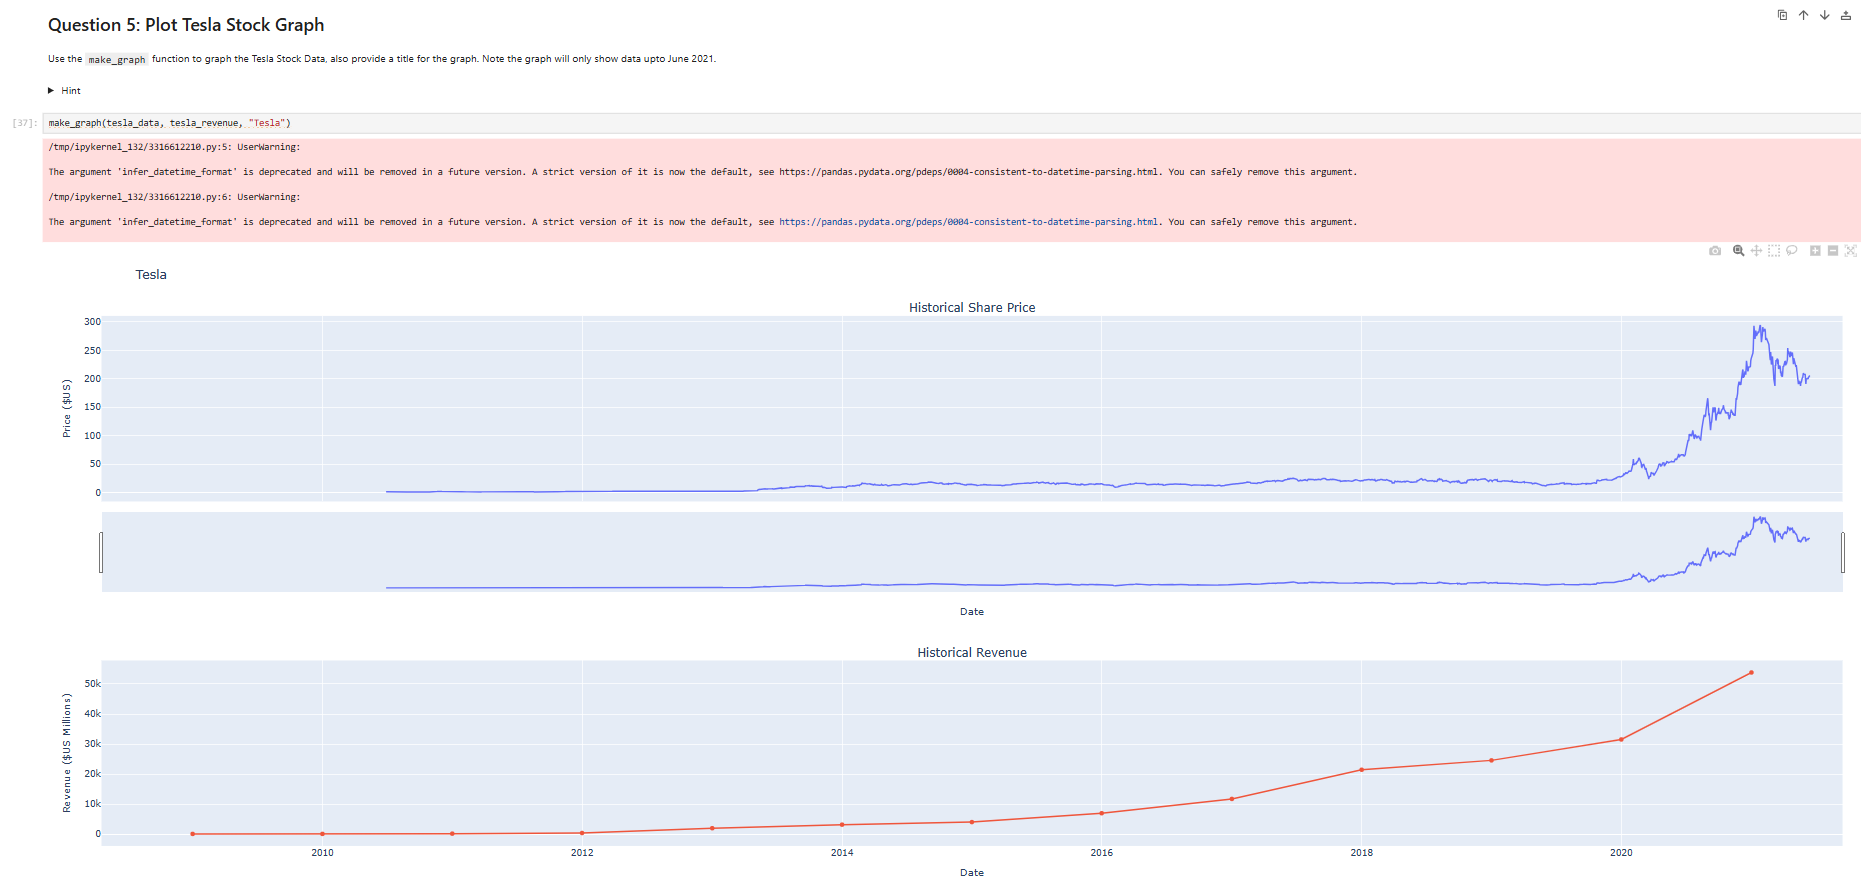 Question 5: Plot Tesla Stock Graph
Use the make_graph function to graph the Tesla Stock Data, also provide a title for the graph. Note the graph will only show data upto June 2021.
Hint
[37]: make_graph(tesla_data, tesla_revenue, "Tesla")
/tmp/ipykernel_132/3316612210.py:5: UserWarning:
The argument 'infer_datetime_format' is deprecated and will be removed in a future version. A strict version of it is now the default, see https://pandas.pydata.org/pdeps/0004-consistent-to-datetime-parsing.html. You can safely remove this argument.
/tmp/ipykernel_132/3316612210.py:6: UserWarning:
The argument 'infer_datetime_format' is deprecated and will be removed in a future version. A strict version of it is now the default, see https://pandas.pydata.org/pdeps/0004-consistent-to-datetime-parsing.html. You can safely remove this argument.
Tesla
Historical Share Price
Price ($US)
300
250
200
150
100
50
0
Date
Historical Revenue
Revenue ($US Millions)
50k
40k
30k
20k
10k
0
2010 2012 2014 2016 2018 2020
Date